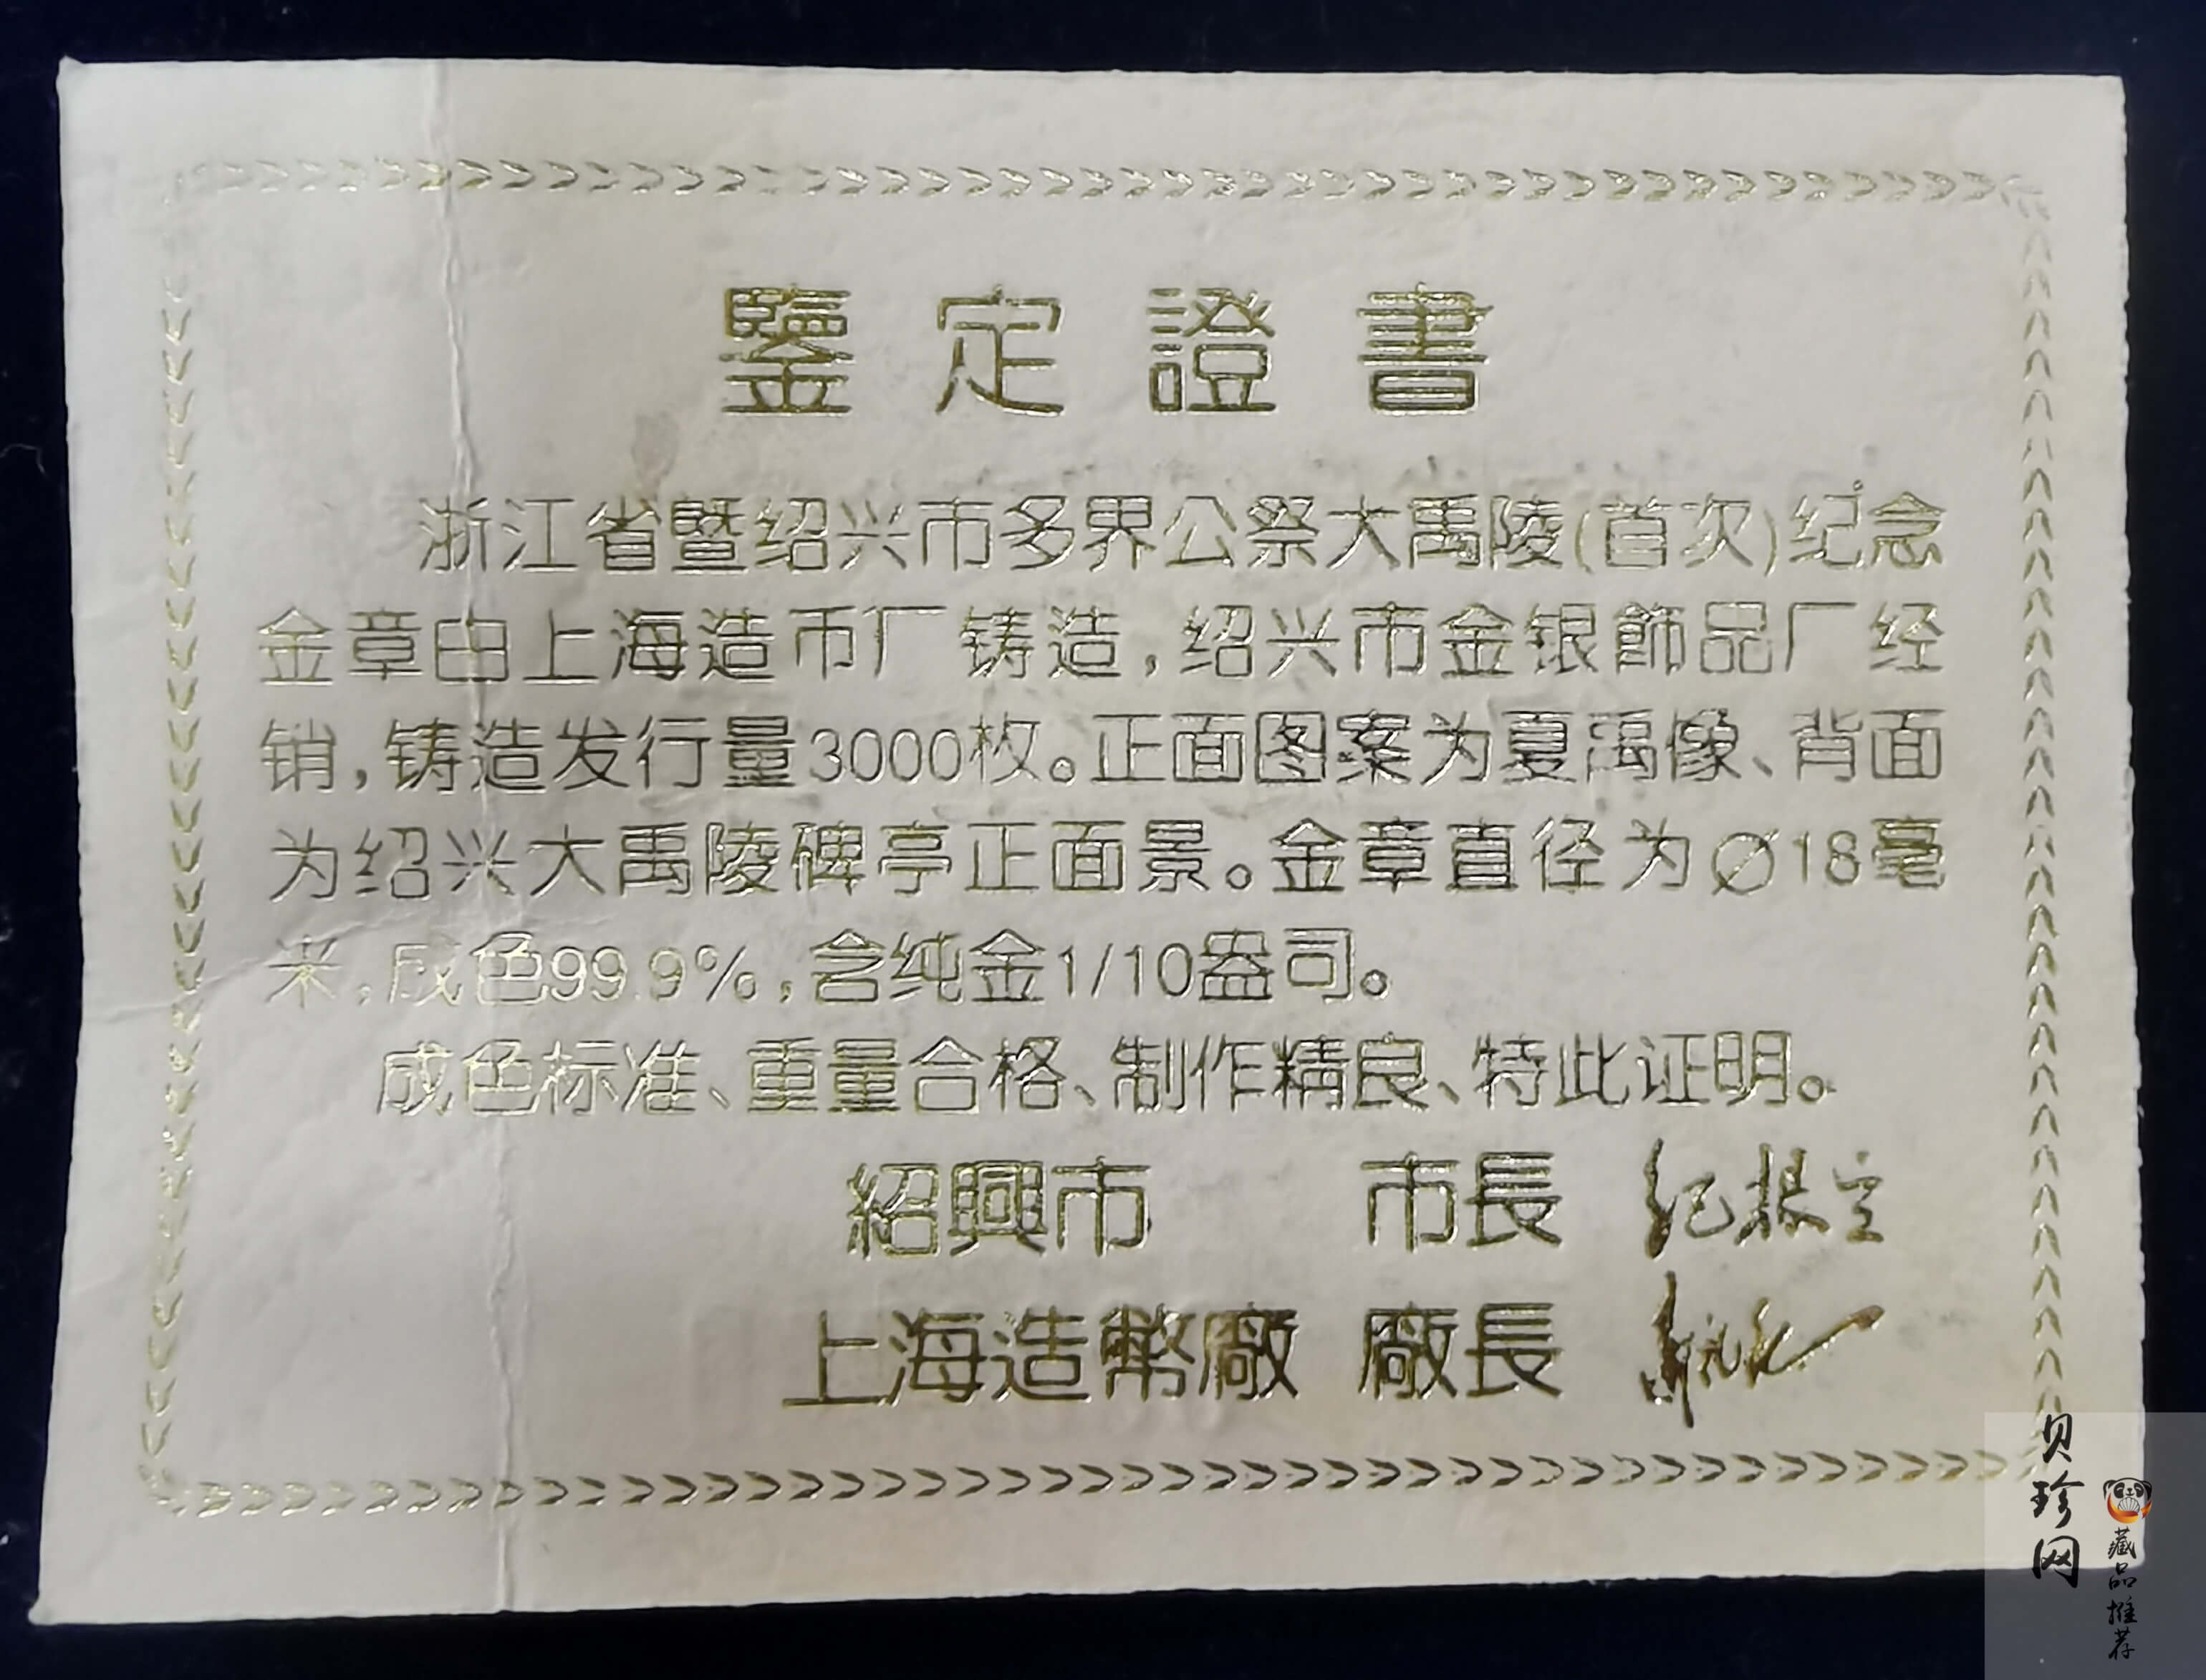 鑒定證書
浙江省暨绍兴市各界公祭大禹陵(首次)纪念
金章由上海造币厂铸造,绍兴市金银飾品厂经
销,铸造发行量3000枚。正面图案为夏禹像、背面
为绍兴大禹陵碑亭正面景。金章直径为∅18毫
米,成色99.9%,含纯金1/10盎司。
成色标准、重量合格、制作精良、特此证明。
紹興市 市長 纪根立
上海造幣廠 廠長
贝珍网
藏品推荐